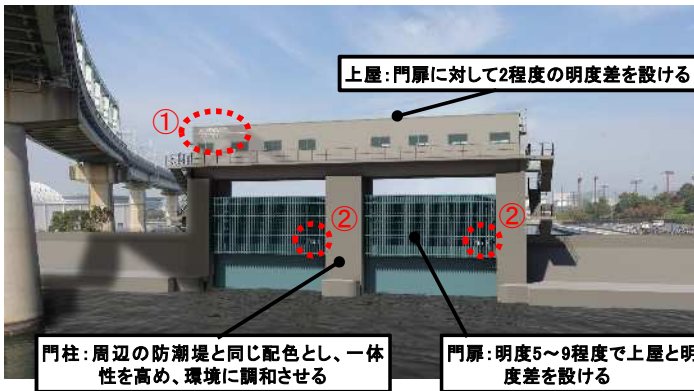 上屋：門扉に対して2程度の明度差を設ける
①
②
②
門柱：周辺の防潮堤と同じ配色とし、一体
性を高め、環境に調和させる
門扉：明度5～9程度で上屋と明
度差を設ける